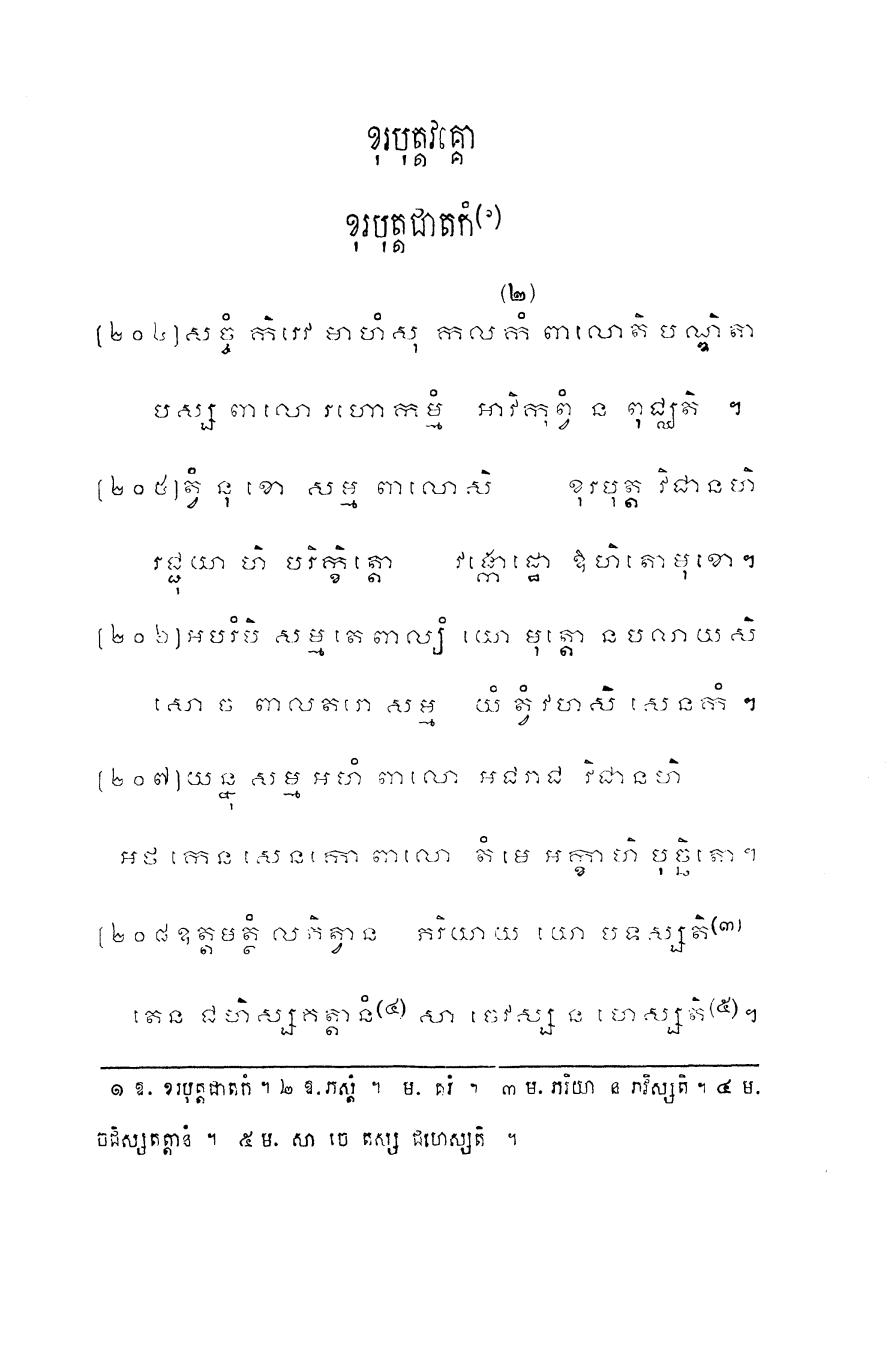 ខុរបុត្តវគ្គោ
ខុរបុត្តជាតកំ(១)
(២)
[២០៤] សច្ចំ កិរេវ មាហំសុ កលកំ ពាលោតិ បណ្ឌិតា
បស្ស ពាលោ រហោកម្មំ អាវិកុព្វំ ន ពុជ្ឈតិ ។
[២០៥] ត្វំ នុ ខោ សម្ម ពាលោសិ ខុរបុត្ត វិជានហិ
រជ្ជុយា ហិ បរិក្ខិត្តោ វង្កោដ្ឋោ ឱហិតោមុខោ ។
[២០៦] អបរំបិ សម្ម តេ ពាល្យំ យោ មុត្តោ ន បលាយសិ
សោ ច ពាលតរោ សម្ម យំ ត្វំ វហសិ សេនកំ ។
[២០៧] យន្នុ សម្ម អហំ ពាលោ អជរាជ វិជានហិ
អថ កេន សេនកោ ពាលោ តំ មេ អក្ខាហិ បុច្ឆិតោ ។
[២០៨ ឧត្តមត្ថំ លភិត្វាន ភរិយាយ យោ បទស្សតិ(៣)
តេន ជហិស្សតត្តានំ(៤) សា ចេវស្ស ន ហេស្សតិ(៥) ។
១ ឱ. ខរបុត្តជាតកំ ។ ២ ឱ. ភស្តំ ។ ម. គរំ ។ ៣ ម. ភរិយា ន ភវិស្សតិ ។ ៤ ម.
ចជិស្សតត្តានំ ។ ៥ ម. សា ចេ តស្ស ជហេស្សតិ ។